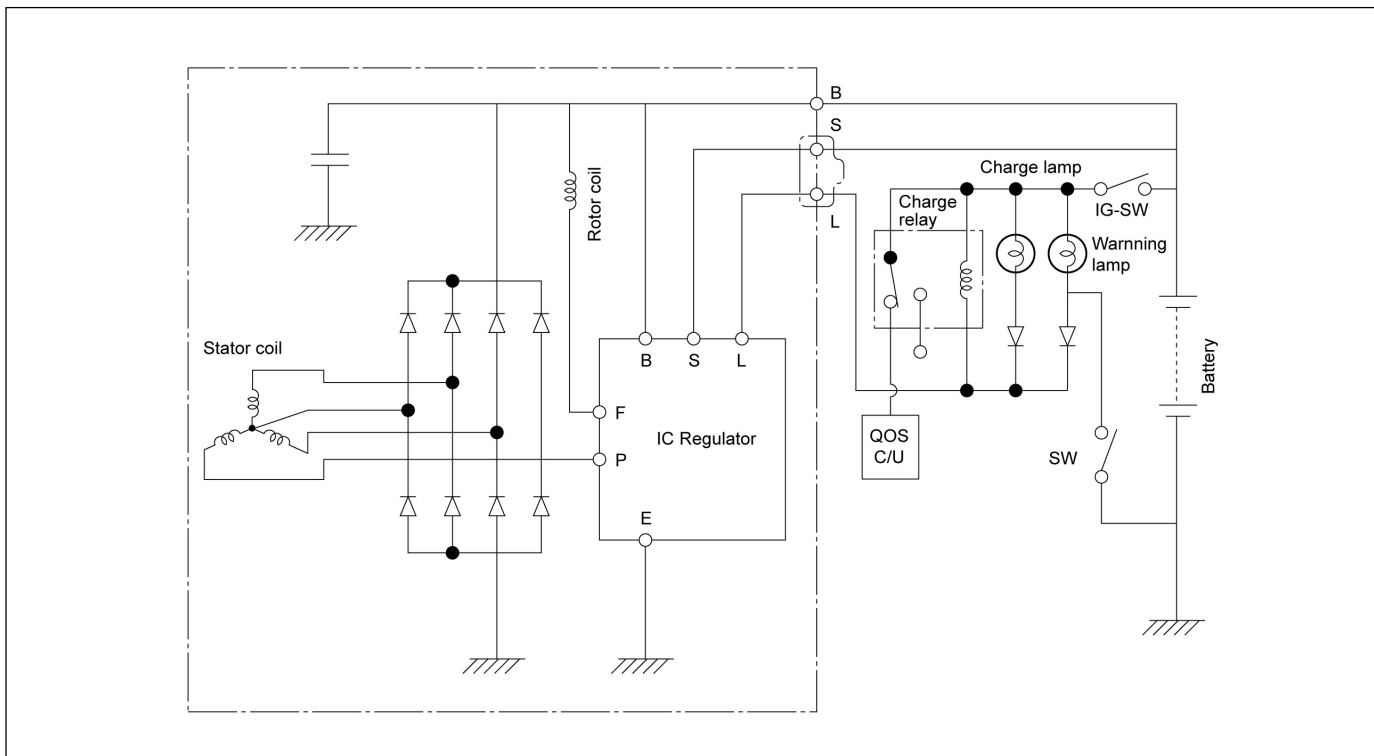 B
S
Charge lamp
Charge
relay
IG-SW
L
Warnning
lamp
Rotor coil
Stator coil
B S L
F
IC Regulator
P
E
QOS
C/U
SW
Battery